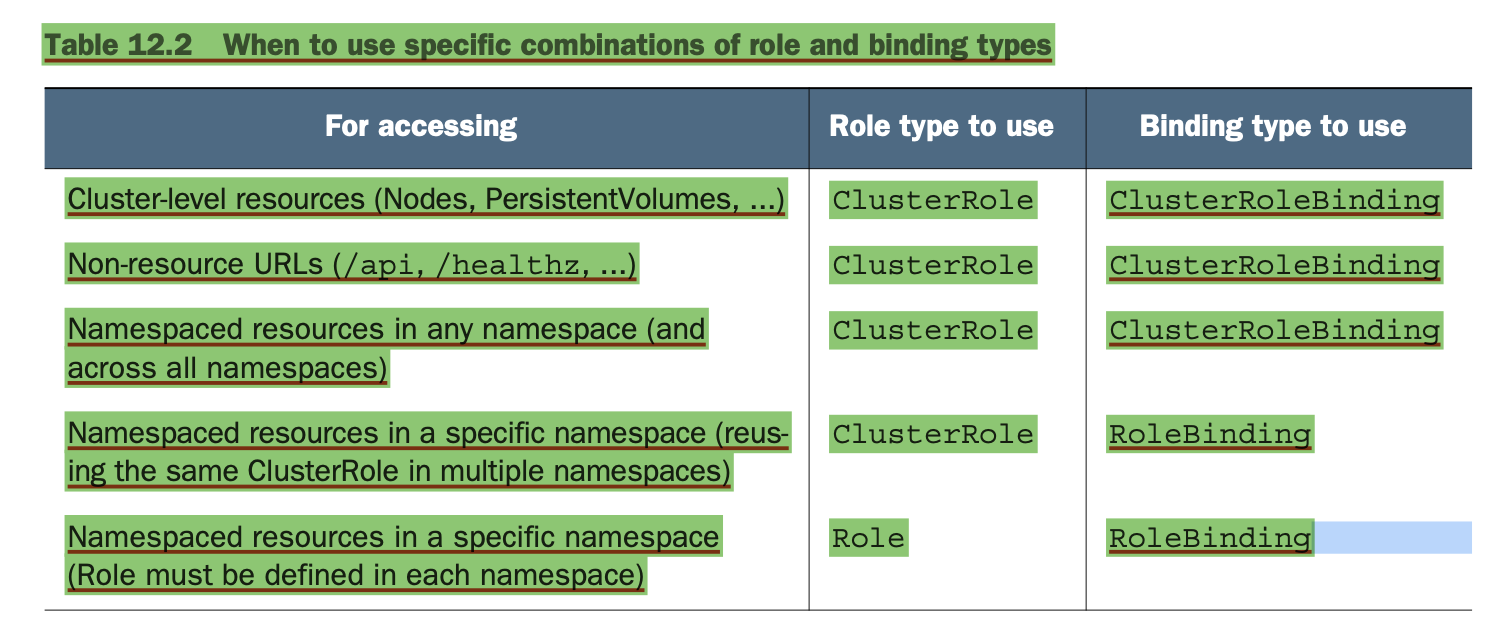 Table 12.2 When to use specific combinations of role and binding types
For accessing Role type to use Binding type to use
Cluster-level resources (Nodes, PersistentVolumes, ...) ClusterRole ClusterRoleBinding
Non-resource URLs (/api, /healthz, ...) ClusterRole ClusterRoleBinding
Namespaced resources in any namespace (and ClusterRole ClusterRoleBinding
across all namespaces)
Namespaced resources in a specific namespace (reus- ClusterRole RoleBinding
ing the same ClusterRole in multiple namespaces)
Namespaced resources in a specific namespace Role RoleBinding
(Role must be defined in each namespace)